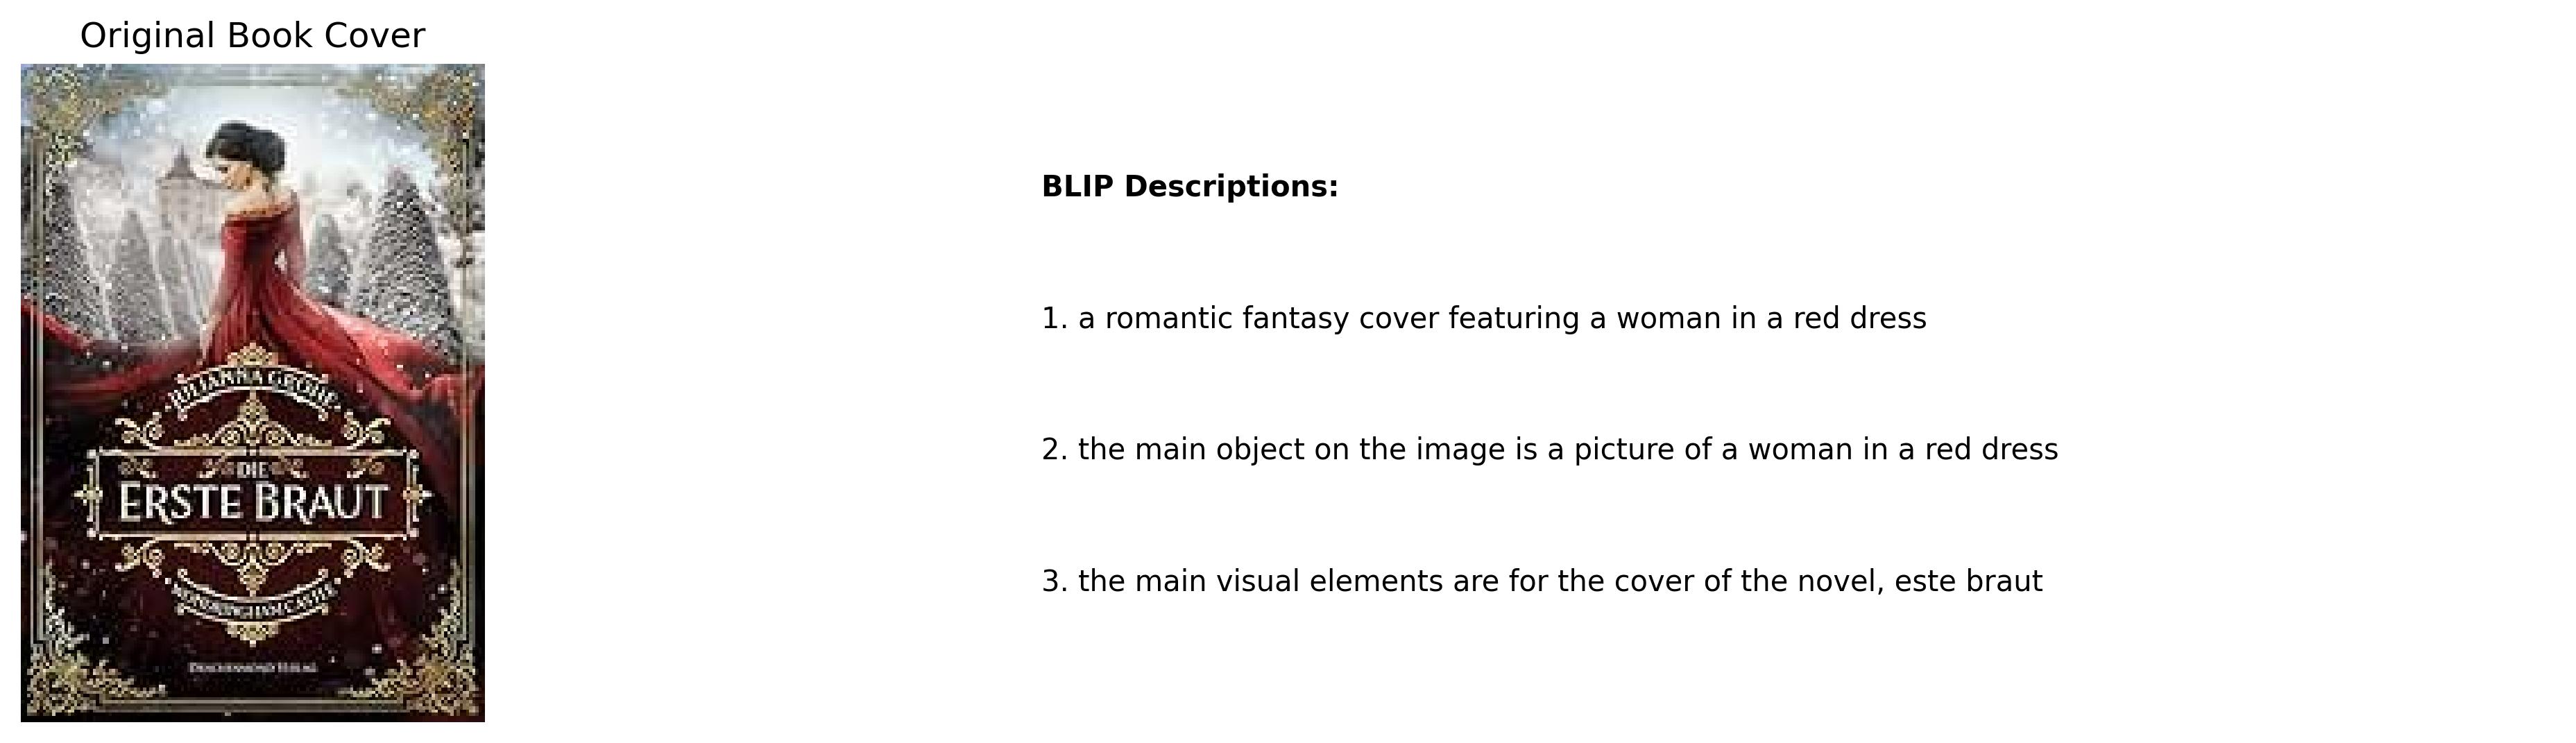 Original Book Cover
JULIANNA GROHE
DIE
ERSTE BRAUT
DRACHENMOND VERLAG
BLIP Descriptions:
1. a romantic fantasy cover featuring a woman in a red dress
2. the main object on the image is a picture of a woman in a red dress
3. the main visual elements are for the cover of the novel, este braut